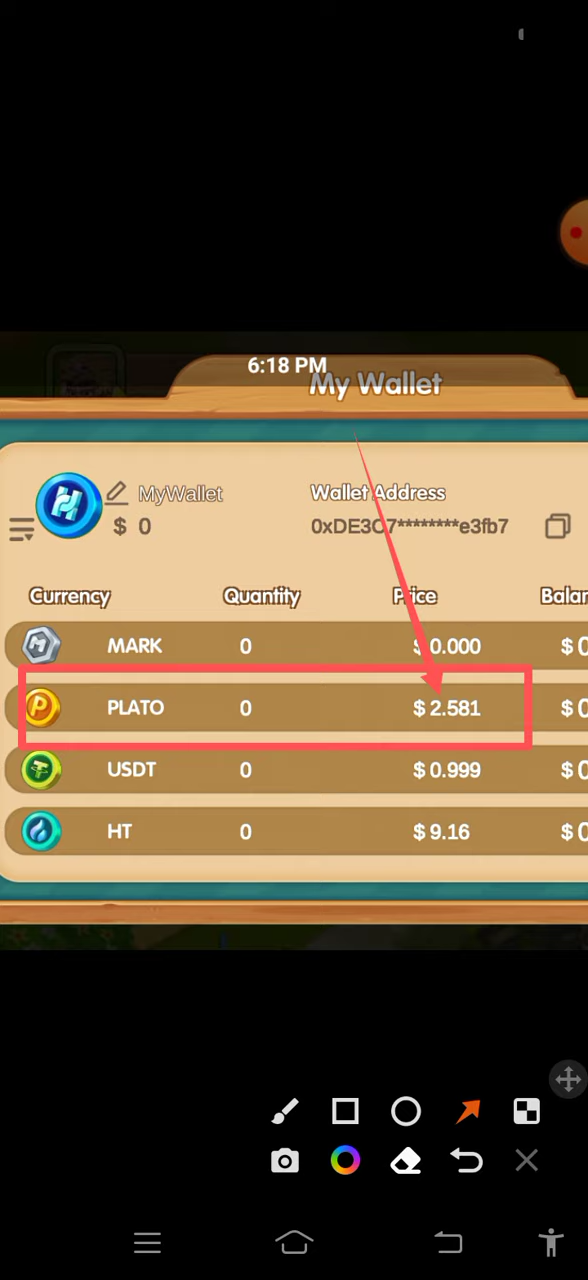 6:18 PM
My Wallet
MyWallet
$ 0
Wallet Address
0xDE3C7********e3fb7
Currency Quantity Price Balan
MARK 0 $ 0.000 $ 0
PLATO 0 $ 2.581 $ 0
USDT 0 $ 0.999 $ 0
HT 0 $ 9.16 $ 0